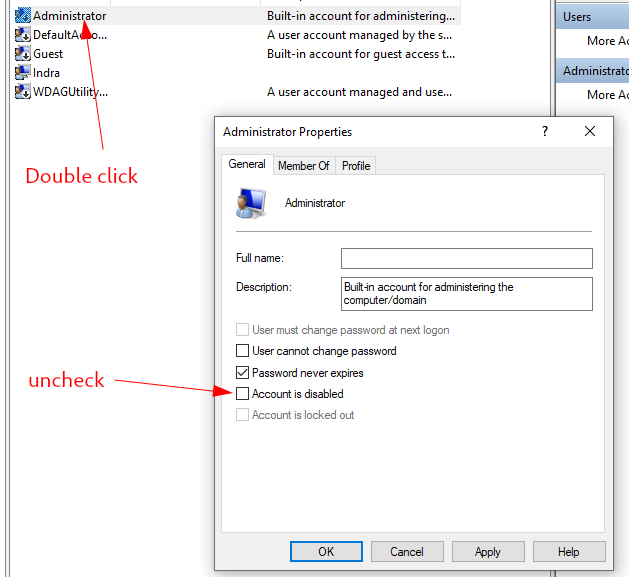 Administrator Built-in account for administering...
DefaultAcco... A user account managed by the s...
Guest Built-in account for guest access t...
Indra
WDAGUtility... A user account managed and use...
Users
More Ac
Administrato
More Ac
Double click
Administrator Properties
? ×
General Member Of Profile
Administrator
Full name:
Description: Built-in account for administering the
computer/domain
User must change password at next logon
User cannot change password
Password never expires
uncheck
Account is disabled
Account is locked out
OK Cancel Apply Help